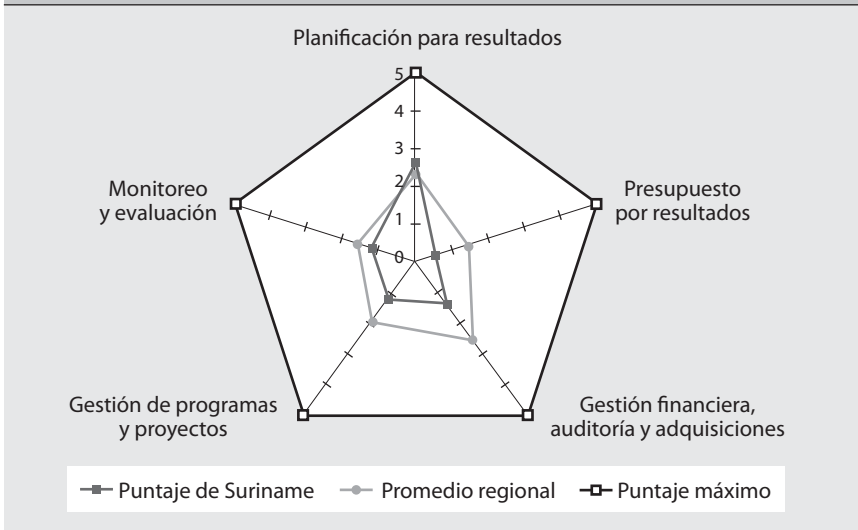 Planificación para resultados
5
4
3
2
1
0
Monitoreo
y evaluación
Presupuesto
por resultados
Gestión de programas
y proyectos
Gestión financiera,
auditoría y adquisiciones
Puntaje de Suriname
Promedio regional
Puntaje máximo